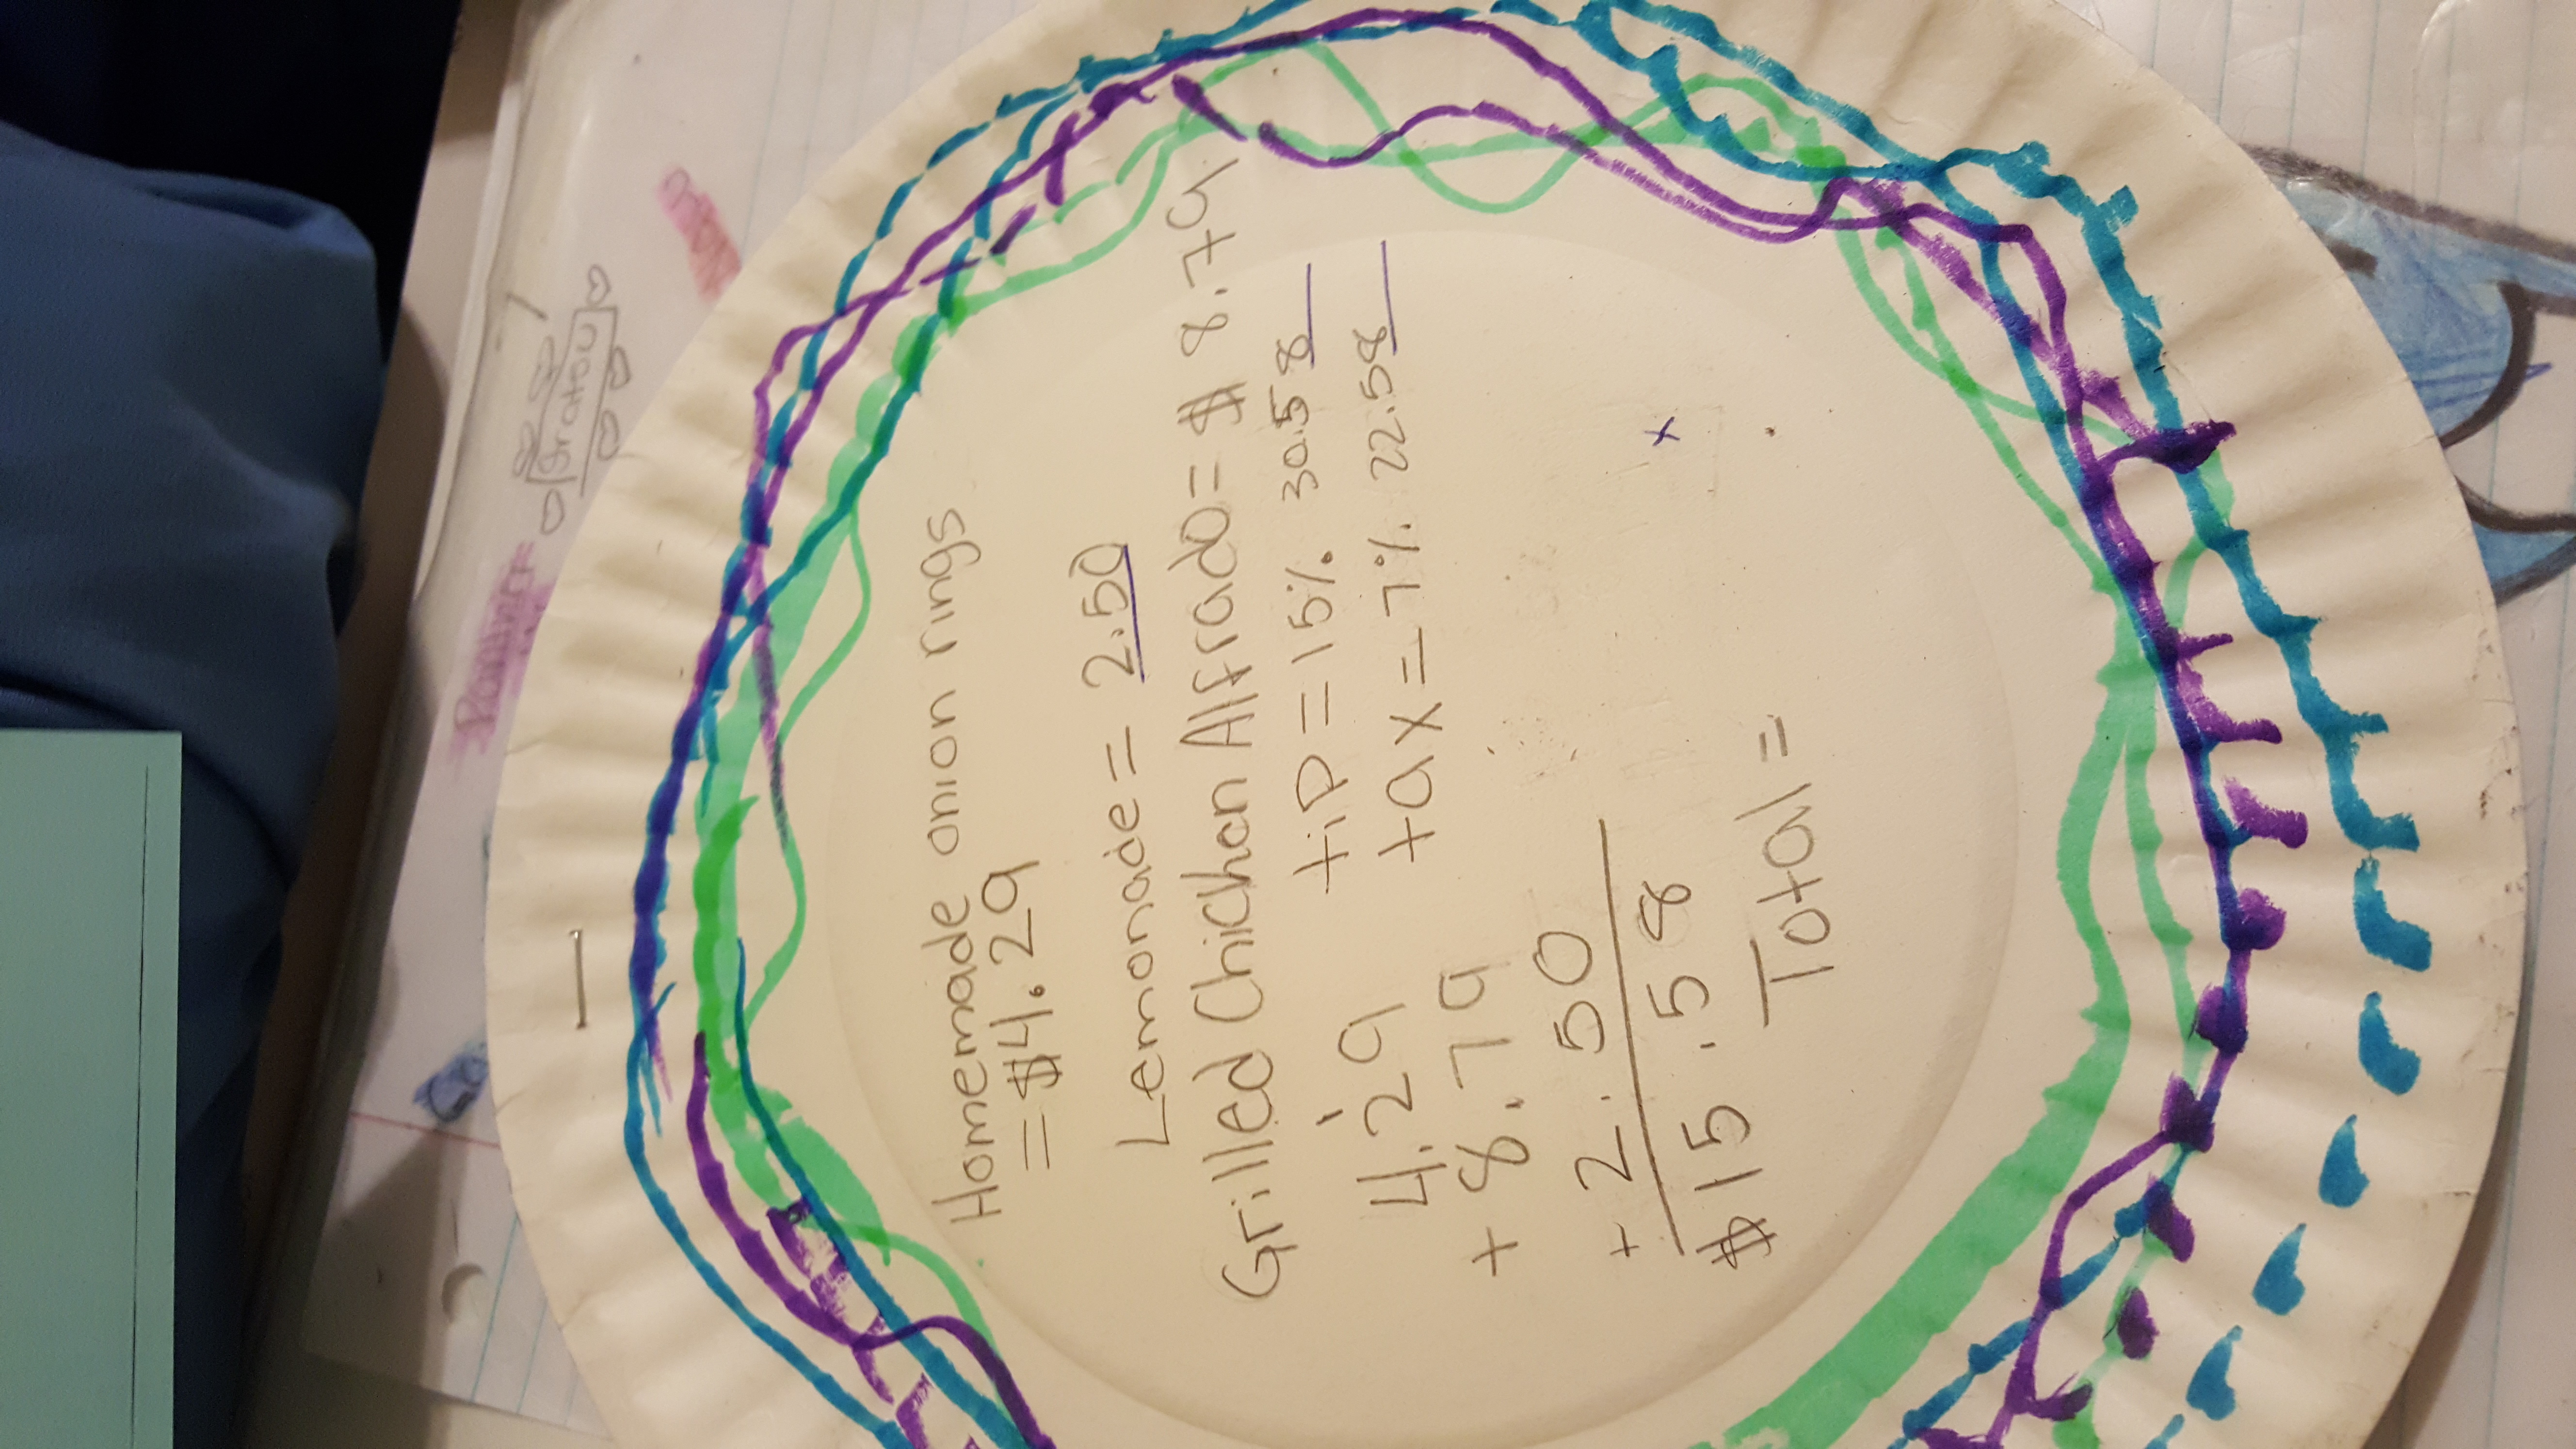 Homemade onion rings
= $4.29
Lemonade = 2.50
Grilled Chichen Alfrado = $ 8.79
tip = 15% 30.58
tax = 7% 22.58
4.29
+ 8.79
+ 2.50
$15.58
Total =